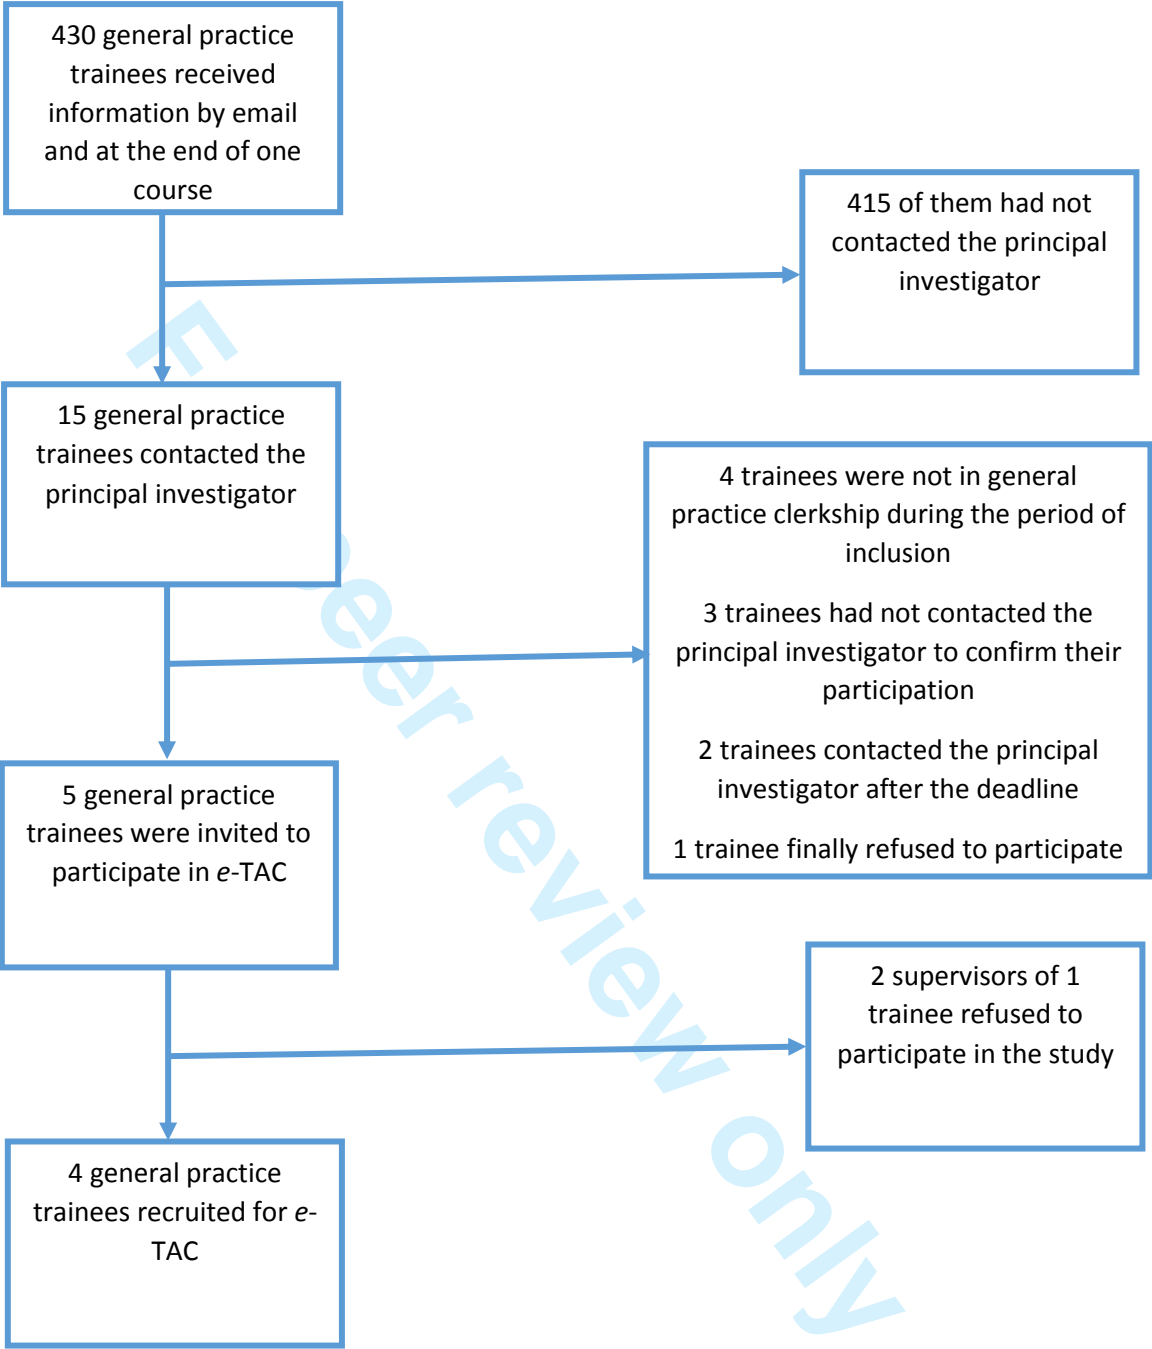 430 general practice
trainees received
information by email
and at the end of one
course
415 of them had not
contacted the principal
investigator
15 general practice
trainees contacted the
principal investigator
4 trainees were not in general
practice clerkship during the period of
inclusion
3 trainees had not contacted the
principal investigator to confirm their
participation
2 trainees contacted the principal
investigator after the deadline
1 trainee finally refused to participate
5 general practice
trainees were invited to
participate in e-TAC
2 supervisors of 1
trainee refused to
participate in the study
4 general practice
trainees recruited for e-
TAC
review only